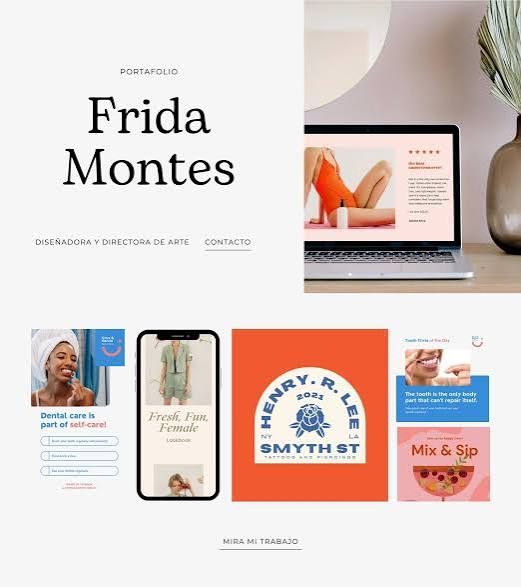 PORTAFOLIO
Frida
Montes
DISEÑADORA Y DIRECTORA DE ARTE
CONTACTO
Dental care is
part of self-care!
Fresh, Fun,
Female
Lookbook
HENRY. R. LEE
2021
NY
LA
SMYTH ST
TATTOOS AND PIERCINGS
Tooth Trivia of the Day
The tooth is the only body
part that can't repair itself.
Mix & Sip
MIRA MI TRABAJO